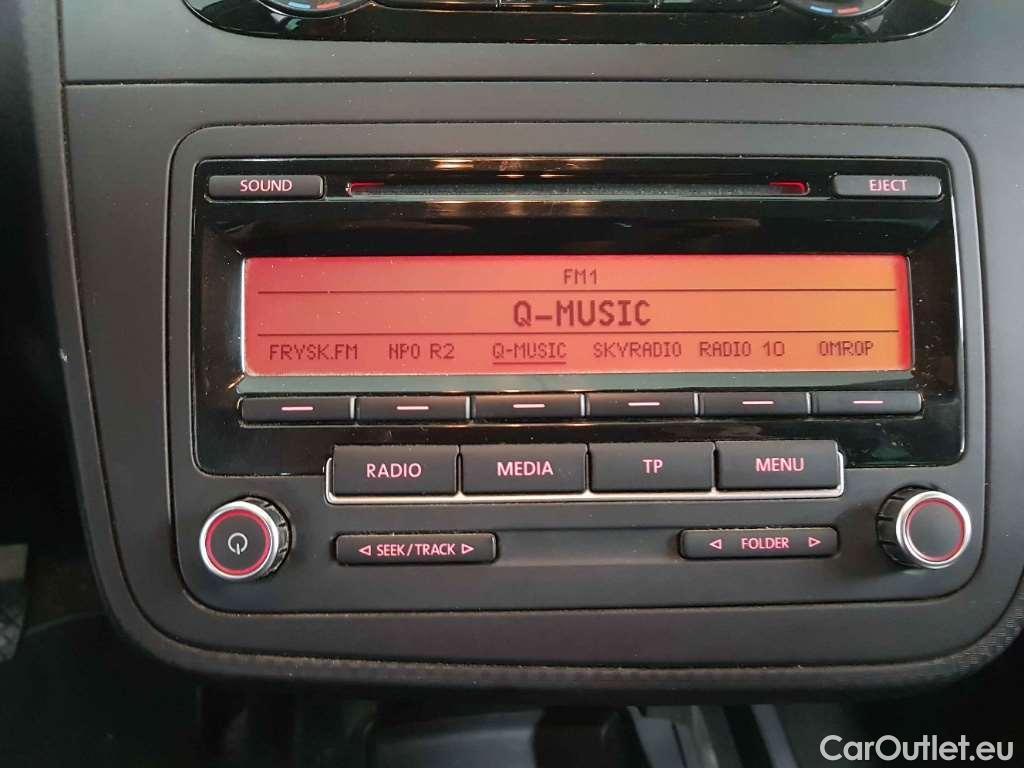 SOUND
EJECT
FM1
Q-MUSIC
FRYSK.FM NPO R2 Q-MUSIC SKYRADIO RADIO 10 OMROP
RADIO MEDIA TP MENU
SEEK/TRACK
FOLDER
CarOutlet.eu